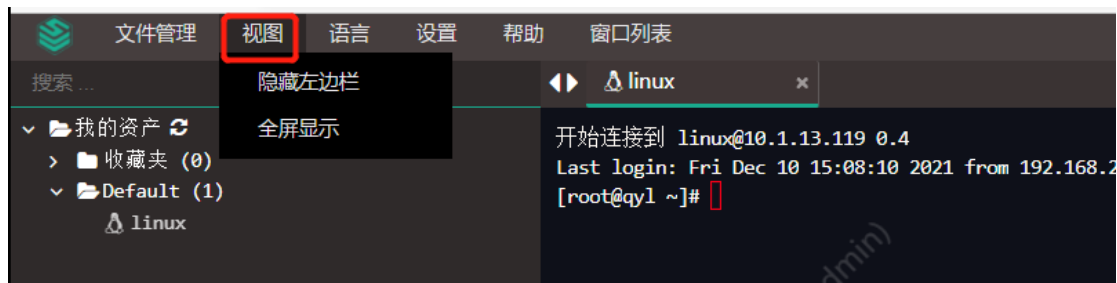 文件管理 视图 语言 设置 帮助 窗口列表
搜索 ...
隐藏左边栏
全屏显示
linux
我的资产
收藏夹 (0)
Default (1)
linux
开始连接到 linux@10.1.13.119 0.4
Last login: Fri Dec 10 15:08:10 2021 from 192.168.2
[root@qyl ~]#
dmin)